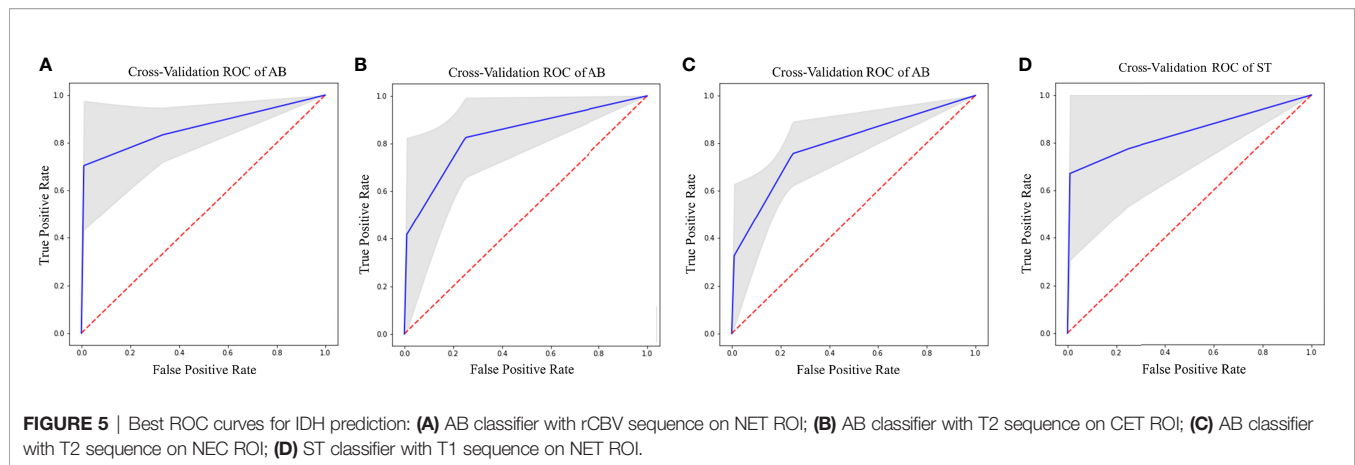 A
Cross-Validation ROC of AB
True Positive Rate
1.0
0.8
0.6
0.4
0.2
0.0
0.0 0.2 0.4 0.6 0.8 1.0
False Positive Rate
B
Cross-Validation ROC of AB
True Positive Rate
1.0
0.8
0.6
0.4
0.2
0.0
0.0 0.2 0.4 0.6 0.8 1.0
False Positive Rate
C
Cross-Validation ROC of AB
True Positive Rate
1.0
0.8
0.6
0.4
0.2
0.0
0.0 0.2 0.4 0.6 0.8 1.0
False Positive Rate
D
Cross-Validation ROC of ST
True Positive Rate
1.0
0.8
0.6
0.4
0.2
0.0
0.0 0.2 0.4 0.6 0.8 1.0
False Positive Rate
FIGURE 5 | Best ROC curves for IDH prediction: (A) AB classifier with rCBV sequence on NET ROI; (B) AB classifier with T2 sequence on CET ROI; (C) AB classifier
with T2 sequence on NEC ROI; (D) ST classifier with T1 sequence on NET ROI.